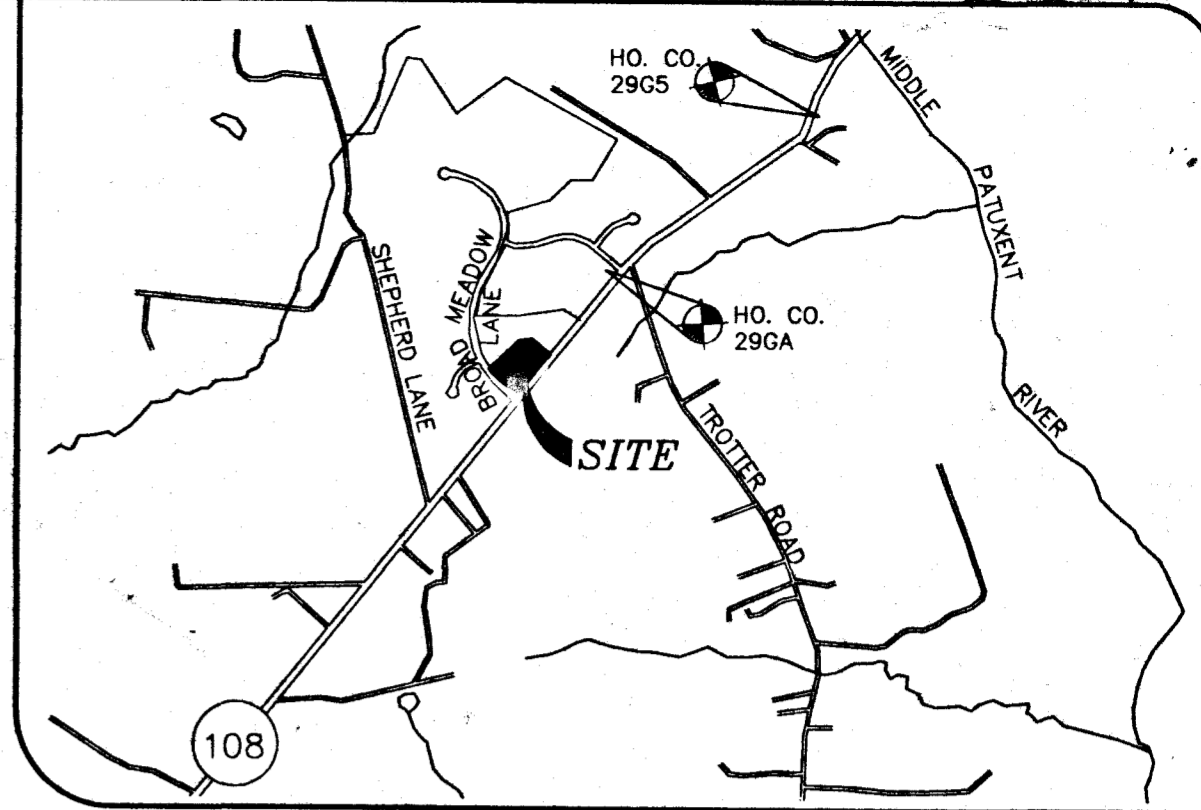 HO. CO.
29G5
MIDDLE
PATUXENT
RIVER
SHEPHERD LANE
BROAD MEADOW
LANE
HO. CO.
29GA
SITE
TROTTER ROAD
108